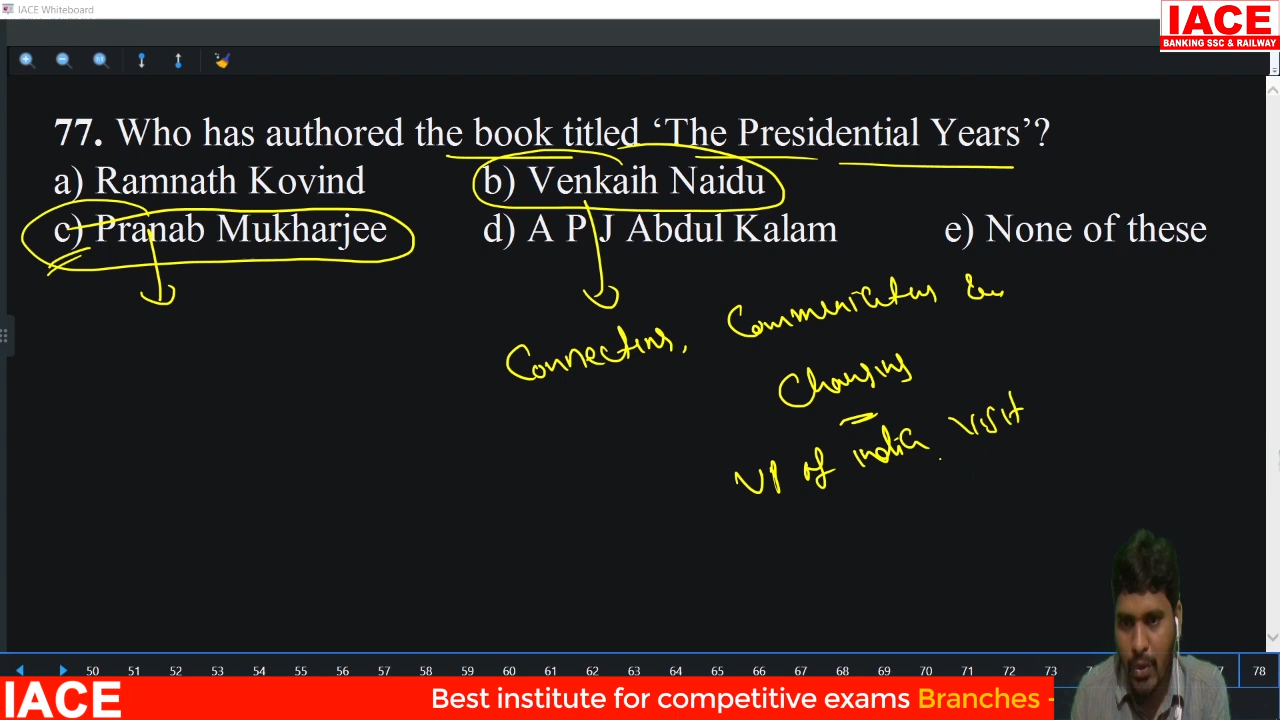 IACE Whiteboard
IACE
BANKING SSC & RAILWAY
77. Who has authored the book titled ‘The Presidential Years’?
a) Ramnath Kovind b) Venkaih Naidu
c) Pranab Mukharjee d) A P J Abdul Kalam e) None of these
Connecting, Communicating &
Changing
VP of india visit
50 51 52 53 54 55 56 57 58 59 60 61 62 63 64 65 66 67 68 69 70 71 72 73 78
IACE Best institute for competitive exams Branches -